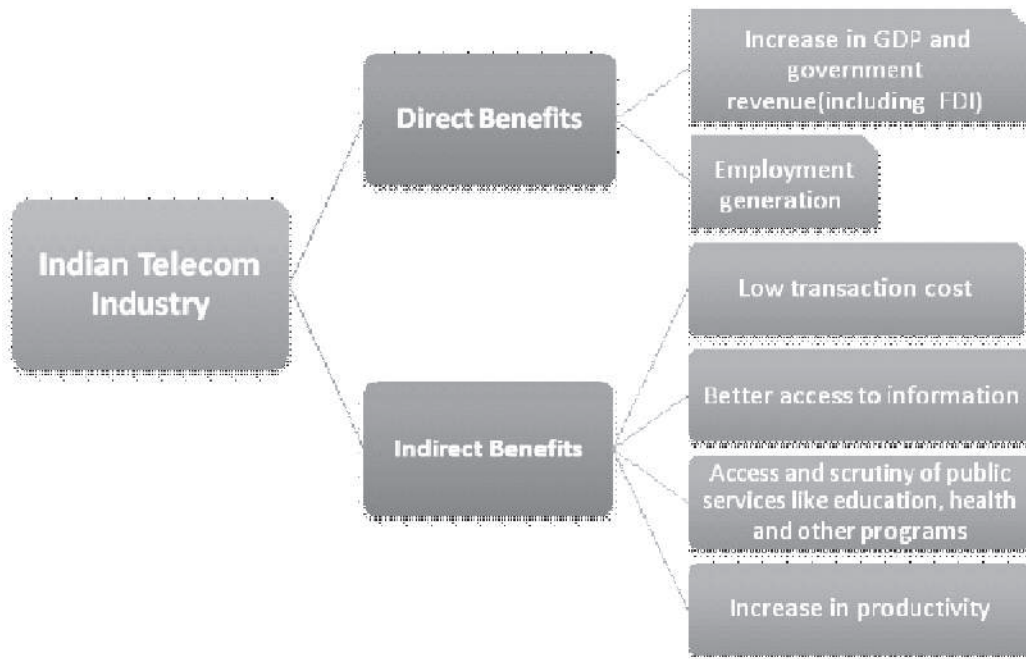 Indian Telecom
Industry
Direct Benefits
Increase in GDP and
government
revenue(including FDI)
Employment
generation
Indirect Benefits
Low transaction cost
Better access to information
Access and scrutiny of public
services like education, health
and other programs
Increase in productivity